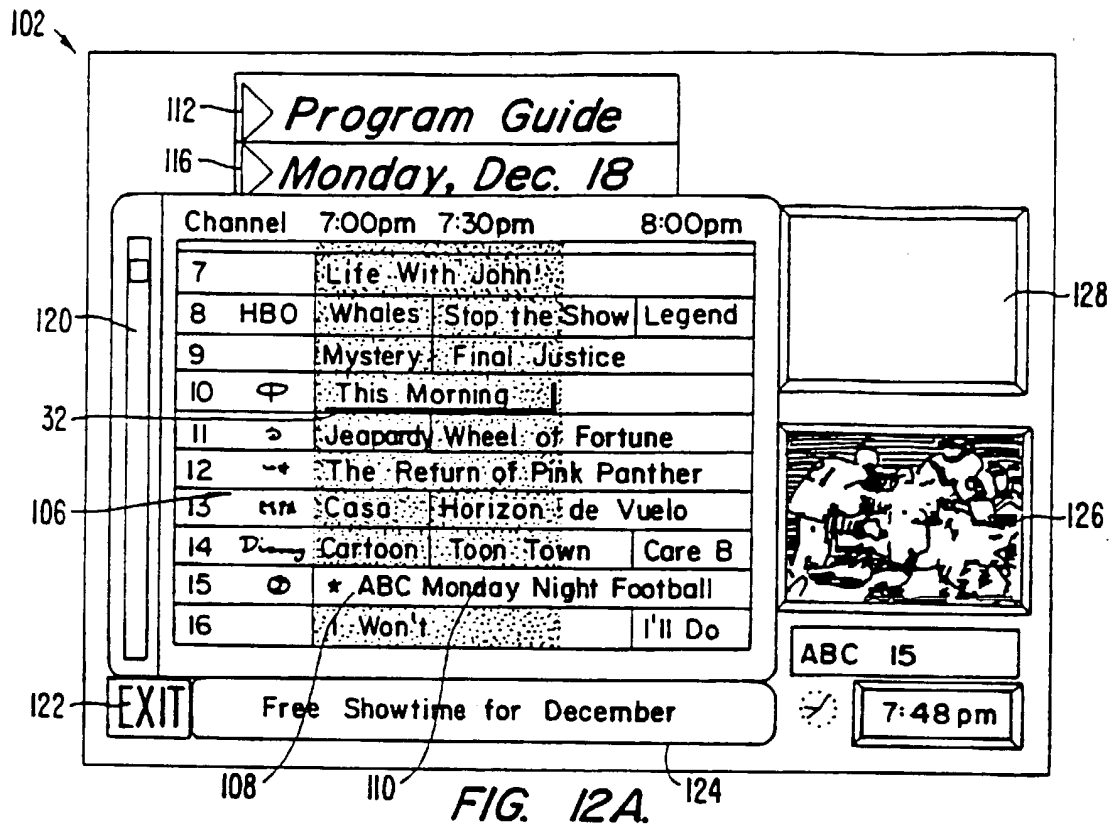 102
112 Program Guide
116 Monday, Dec. 18
Channel 7:00pm 7:30pm 8:00pm
7 Life With John
8 HBO Whales Stop the Show Legend
9 Mystery Final Justice
10 This Morning
11 Jeopardy Wheel of Fortune
12 The Return of Pink Panther
13 Casa Horizon de Vuelo
14 Disney Cartoon Toon Town Care B
15 * ABC Monday Night Football
16 I Won't I'll Do
120
32
106
128
126
ABC 15
122 EXIT Free Showtime for December
7:48pm
108 110 124
FIG. 12A.